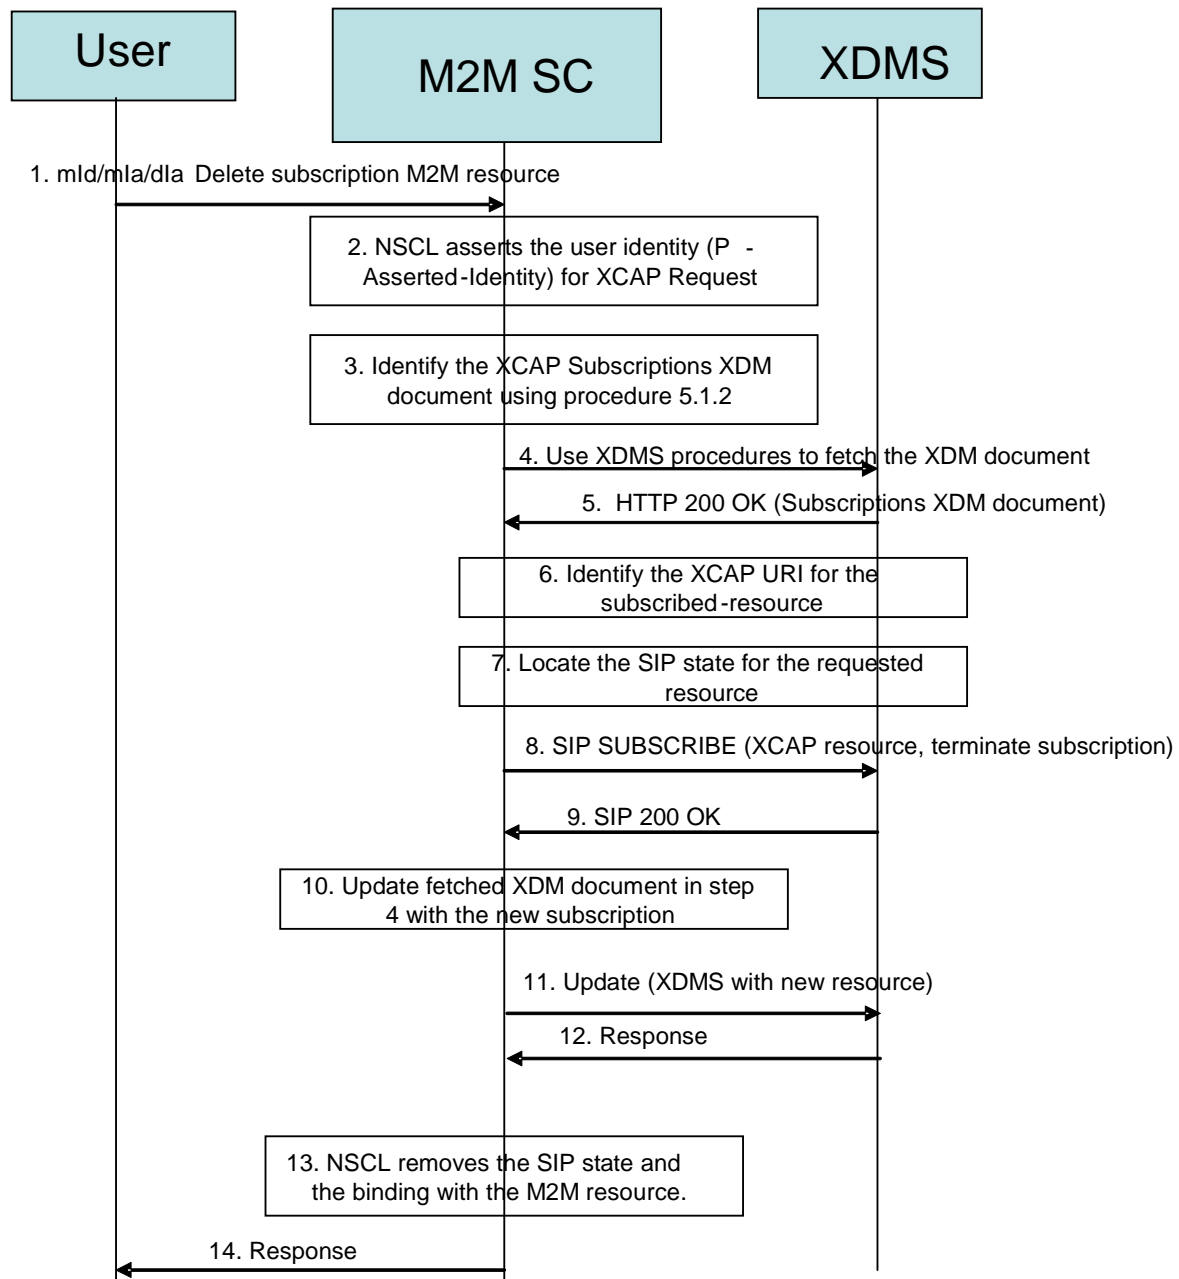 User
M2M SC
XDMS
1. mId/mIa/dIa Delete subscription M2M resource
2. NSCL asserts the user identity (P -
Asserted-Identity) for XCAP Request
3. Identify the XCAP Subscriptions XDM
document using procedure 5.1.2
4. Use XDMS procedures to fetch the XDM document
5. HTTP 200 OK (Subscriptions XDM document)
6. Identify the XCAP URI for the
subscribed-resource
7. Locate the SIP state for the requested
resource
8. SIP SUBSCRIBE (XCAP resource, terminate subscription)
9. SIP 200 OK
10. Update fetched XDM document in step
4 with the new subscription
11. Update (XDMS with new resource)
12. Response
13. NSCL removes the SIP state and
the binding with the M2M resource.
14. Response